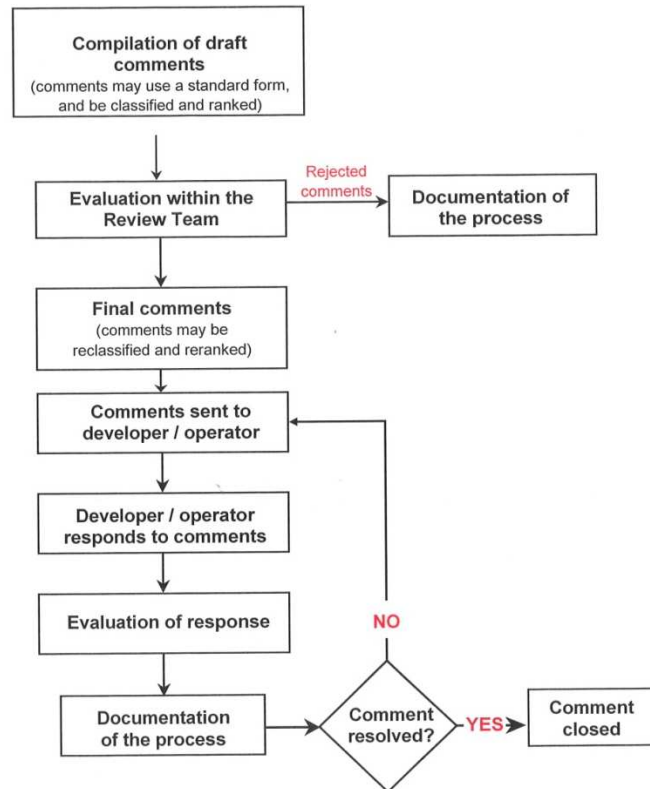 Compilation of draft
comments
(comments may use a standard form,
and be classified and ranked)
Rejected
comments
Evaluation within the
Review Team
Documentation of
the process
Final comments
(comments may be
reclassified and reranked)
Comments sent to
developer / operator
Developer / operator
responds to comments
Evaluation of response
NO
Documentation
of the process
Comment
resolved?
YES
Comment
closed